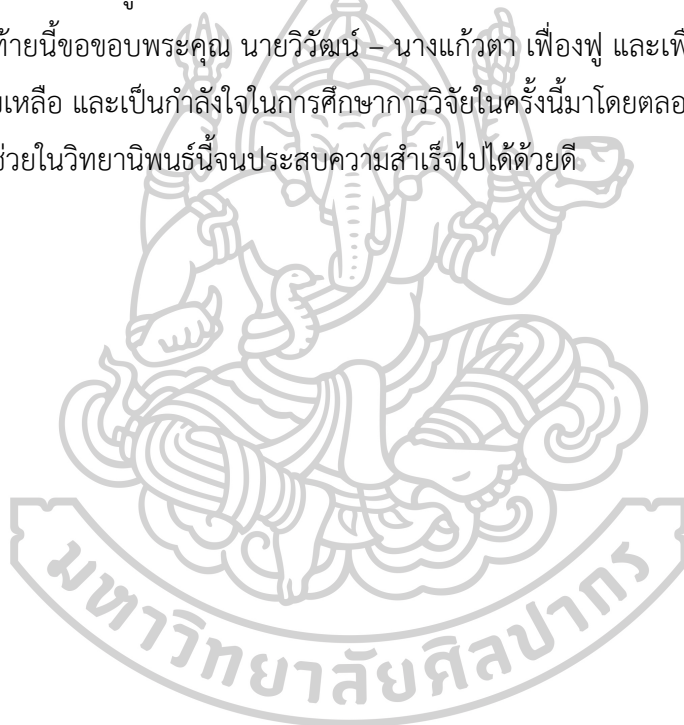 ท้ายนี้ขอขอบพระคุณ นายวิวัฒน์ – นางแก้วตา เฟื่องฟู
เหลือ และเป็นกำลังใจในการศึกษาการวิจัยในครั้งนี้มาโดยตลอ
ช่วยในวิทยานิพนธ์นี้จนประสบความสำเร็จไปได้ด้วยดี
มหาวิทยาลัยศิลปากร